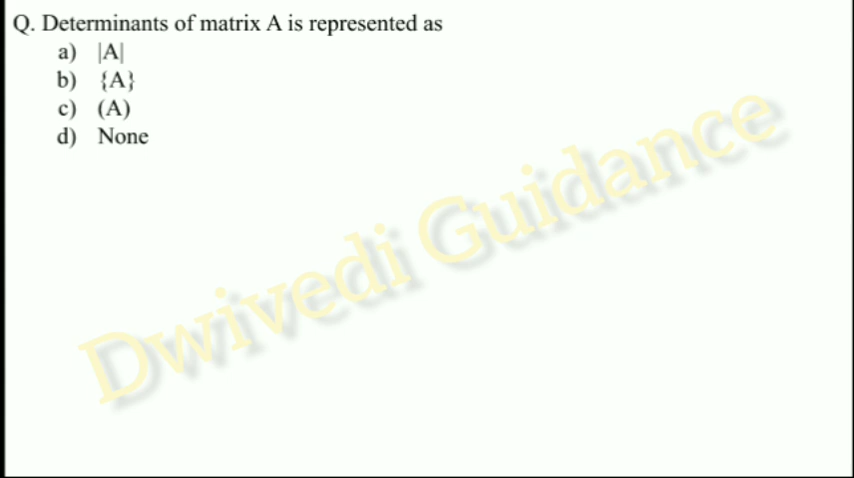 Q. Determinants of matrix A is represented as
a) |A|
b) {A}
c) (A)
d) None
Dwivedi Guidance